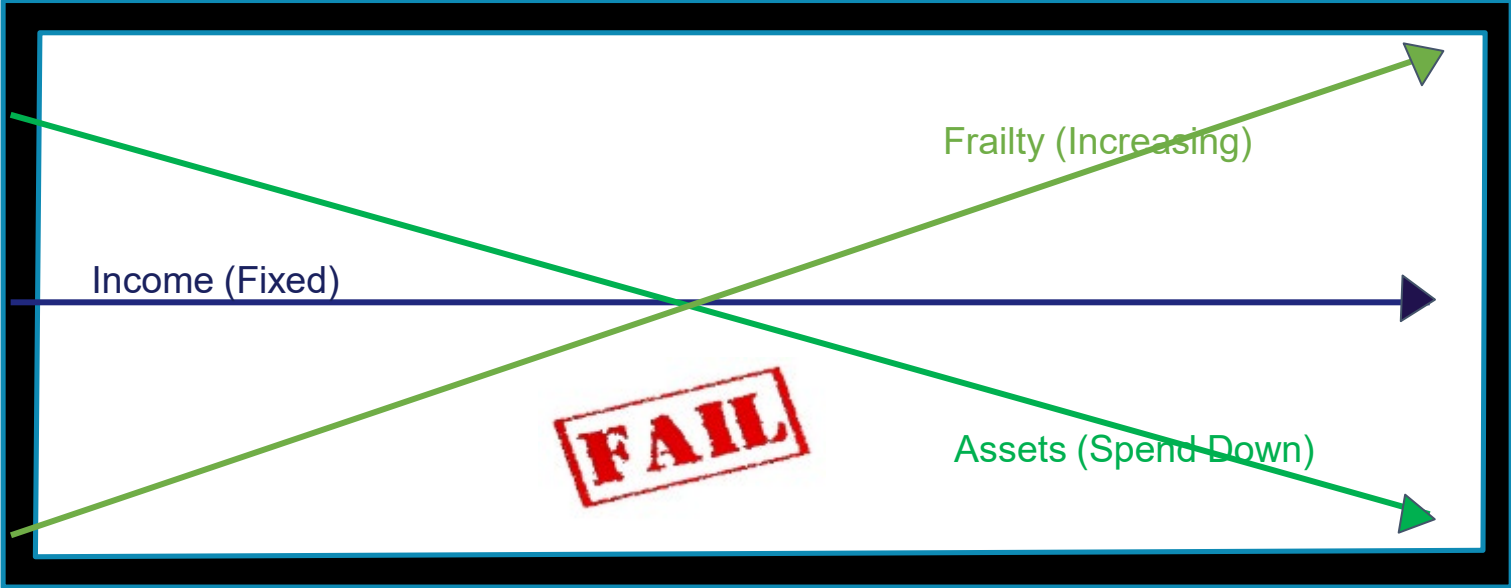 Frailty (Increasing)
Income (Fixed)
FAIL
Assets (Spend Down)